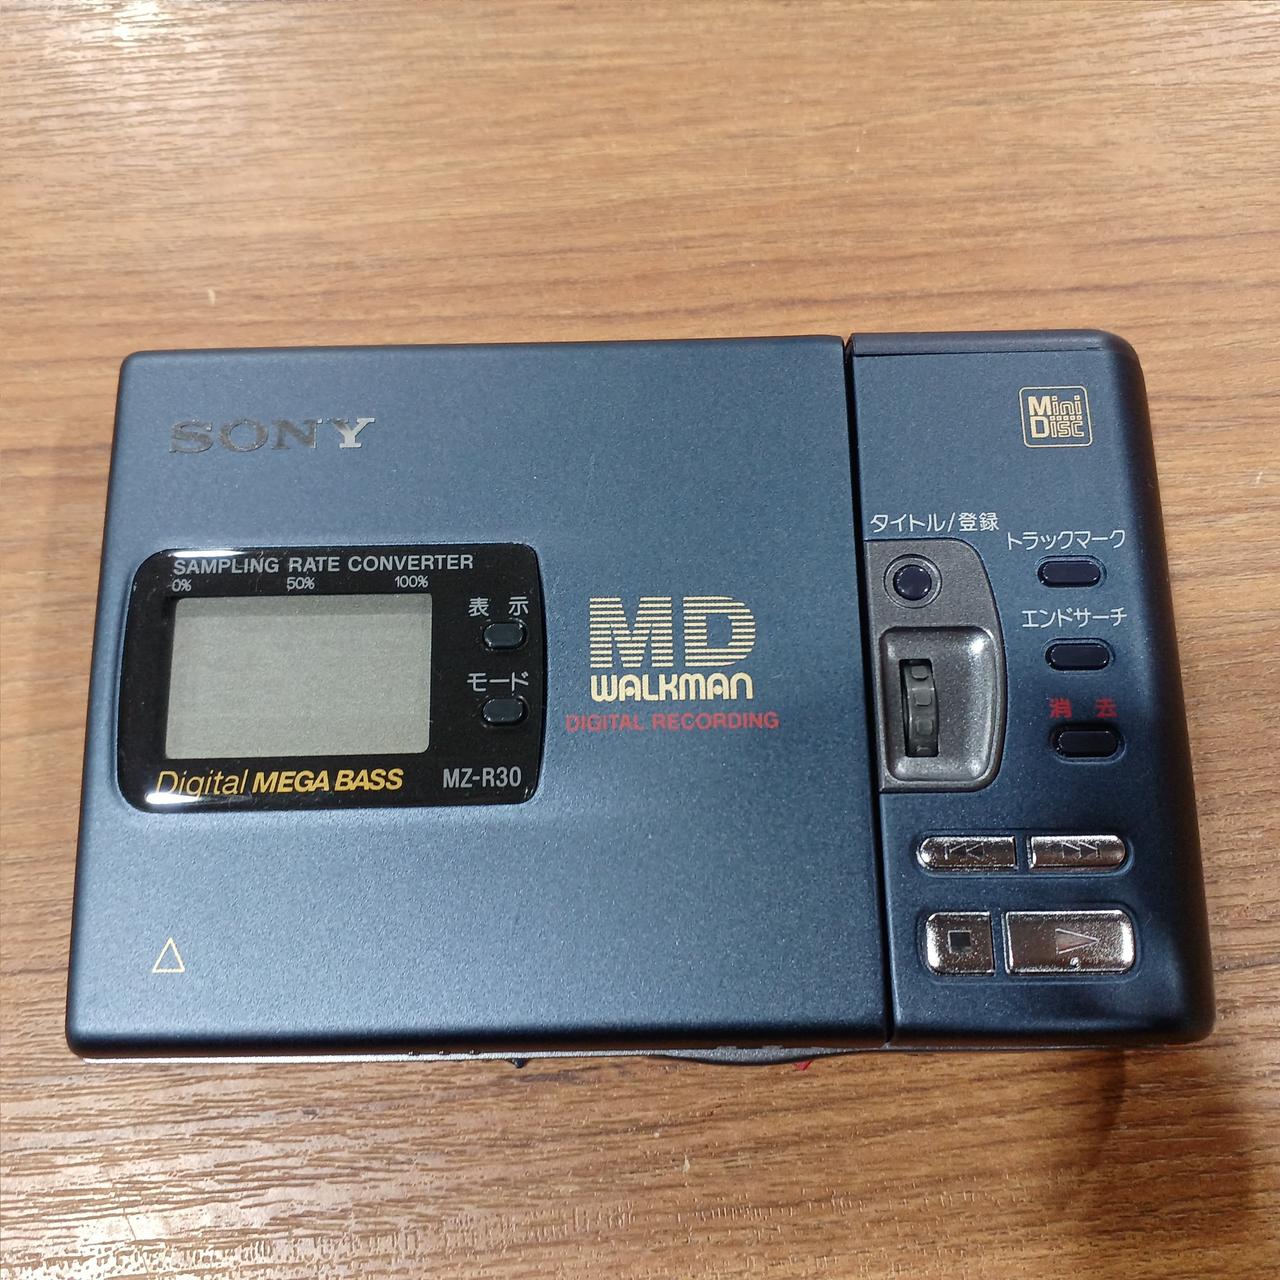 SONY
SAMPLING RATE CONVERTER
0% 50% 100%
表示
モード
Digital MEGA BASS MZ-R30
MD
WALKMAN
DIGITAL RECORDING
Mini
Disc
タイトル/登録
トラックマーク
エンドサーチ
消去